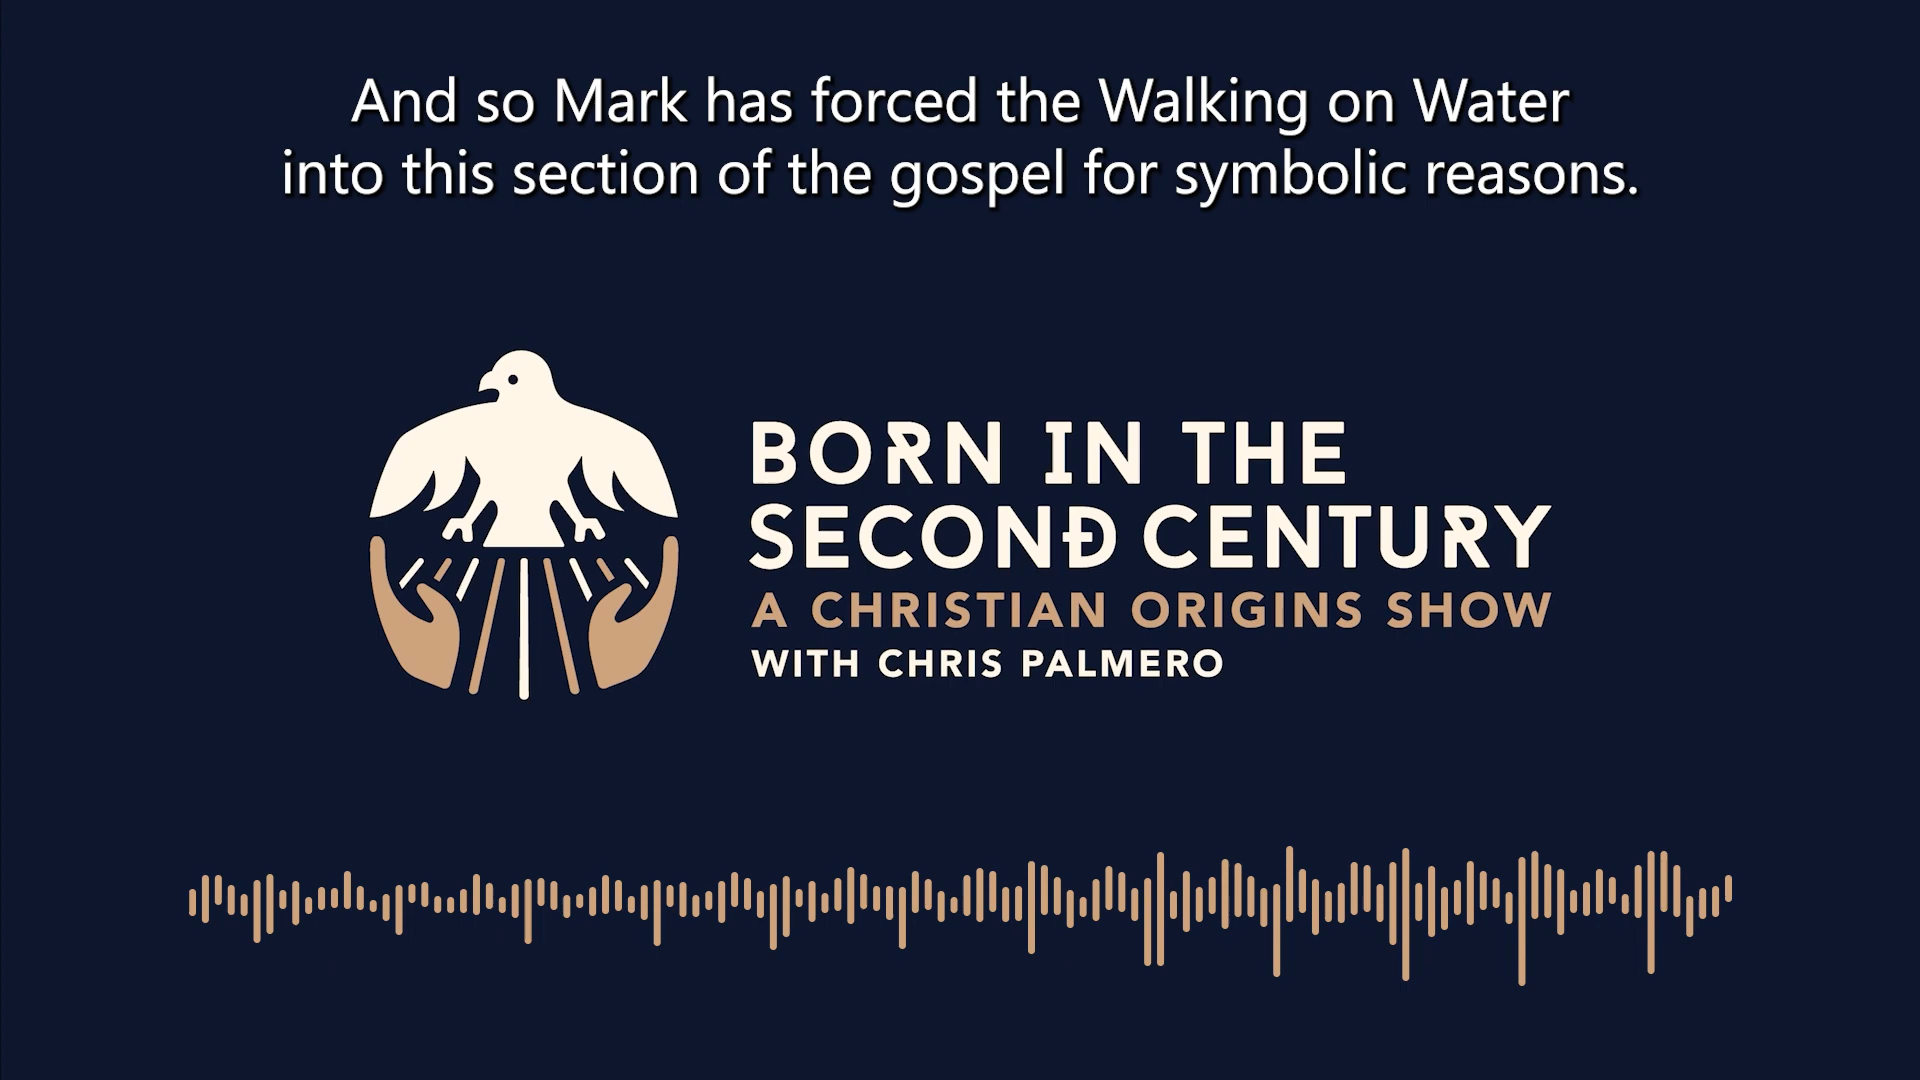 And so Mark has forced the Walking on Water
into this section of the gospel for symbolic reasons.
BORN IN THE
SECOND CENTURY
A CHRISTIAN ORIGINS SHOW
WITH CHRIS PALMERO